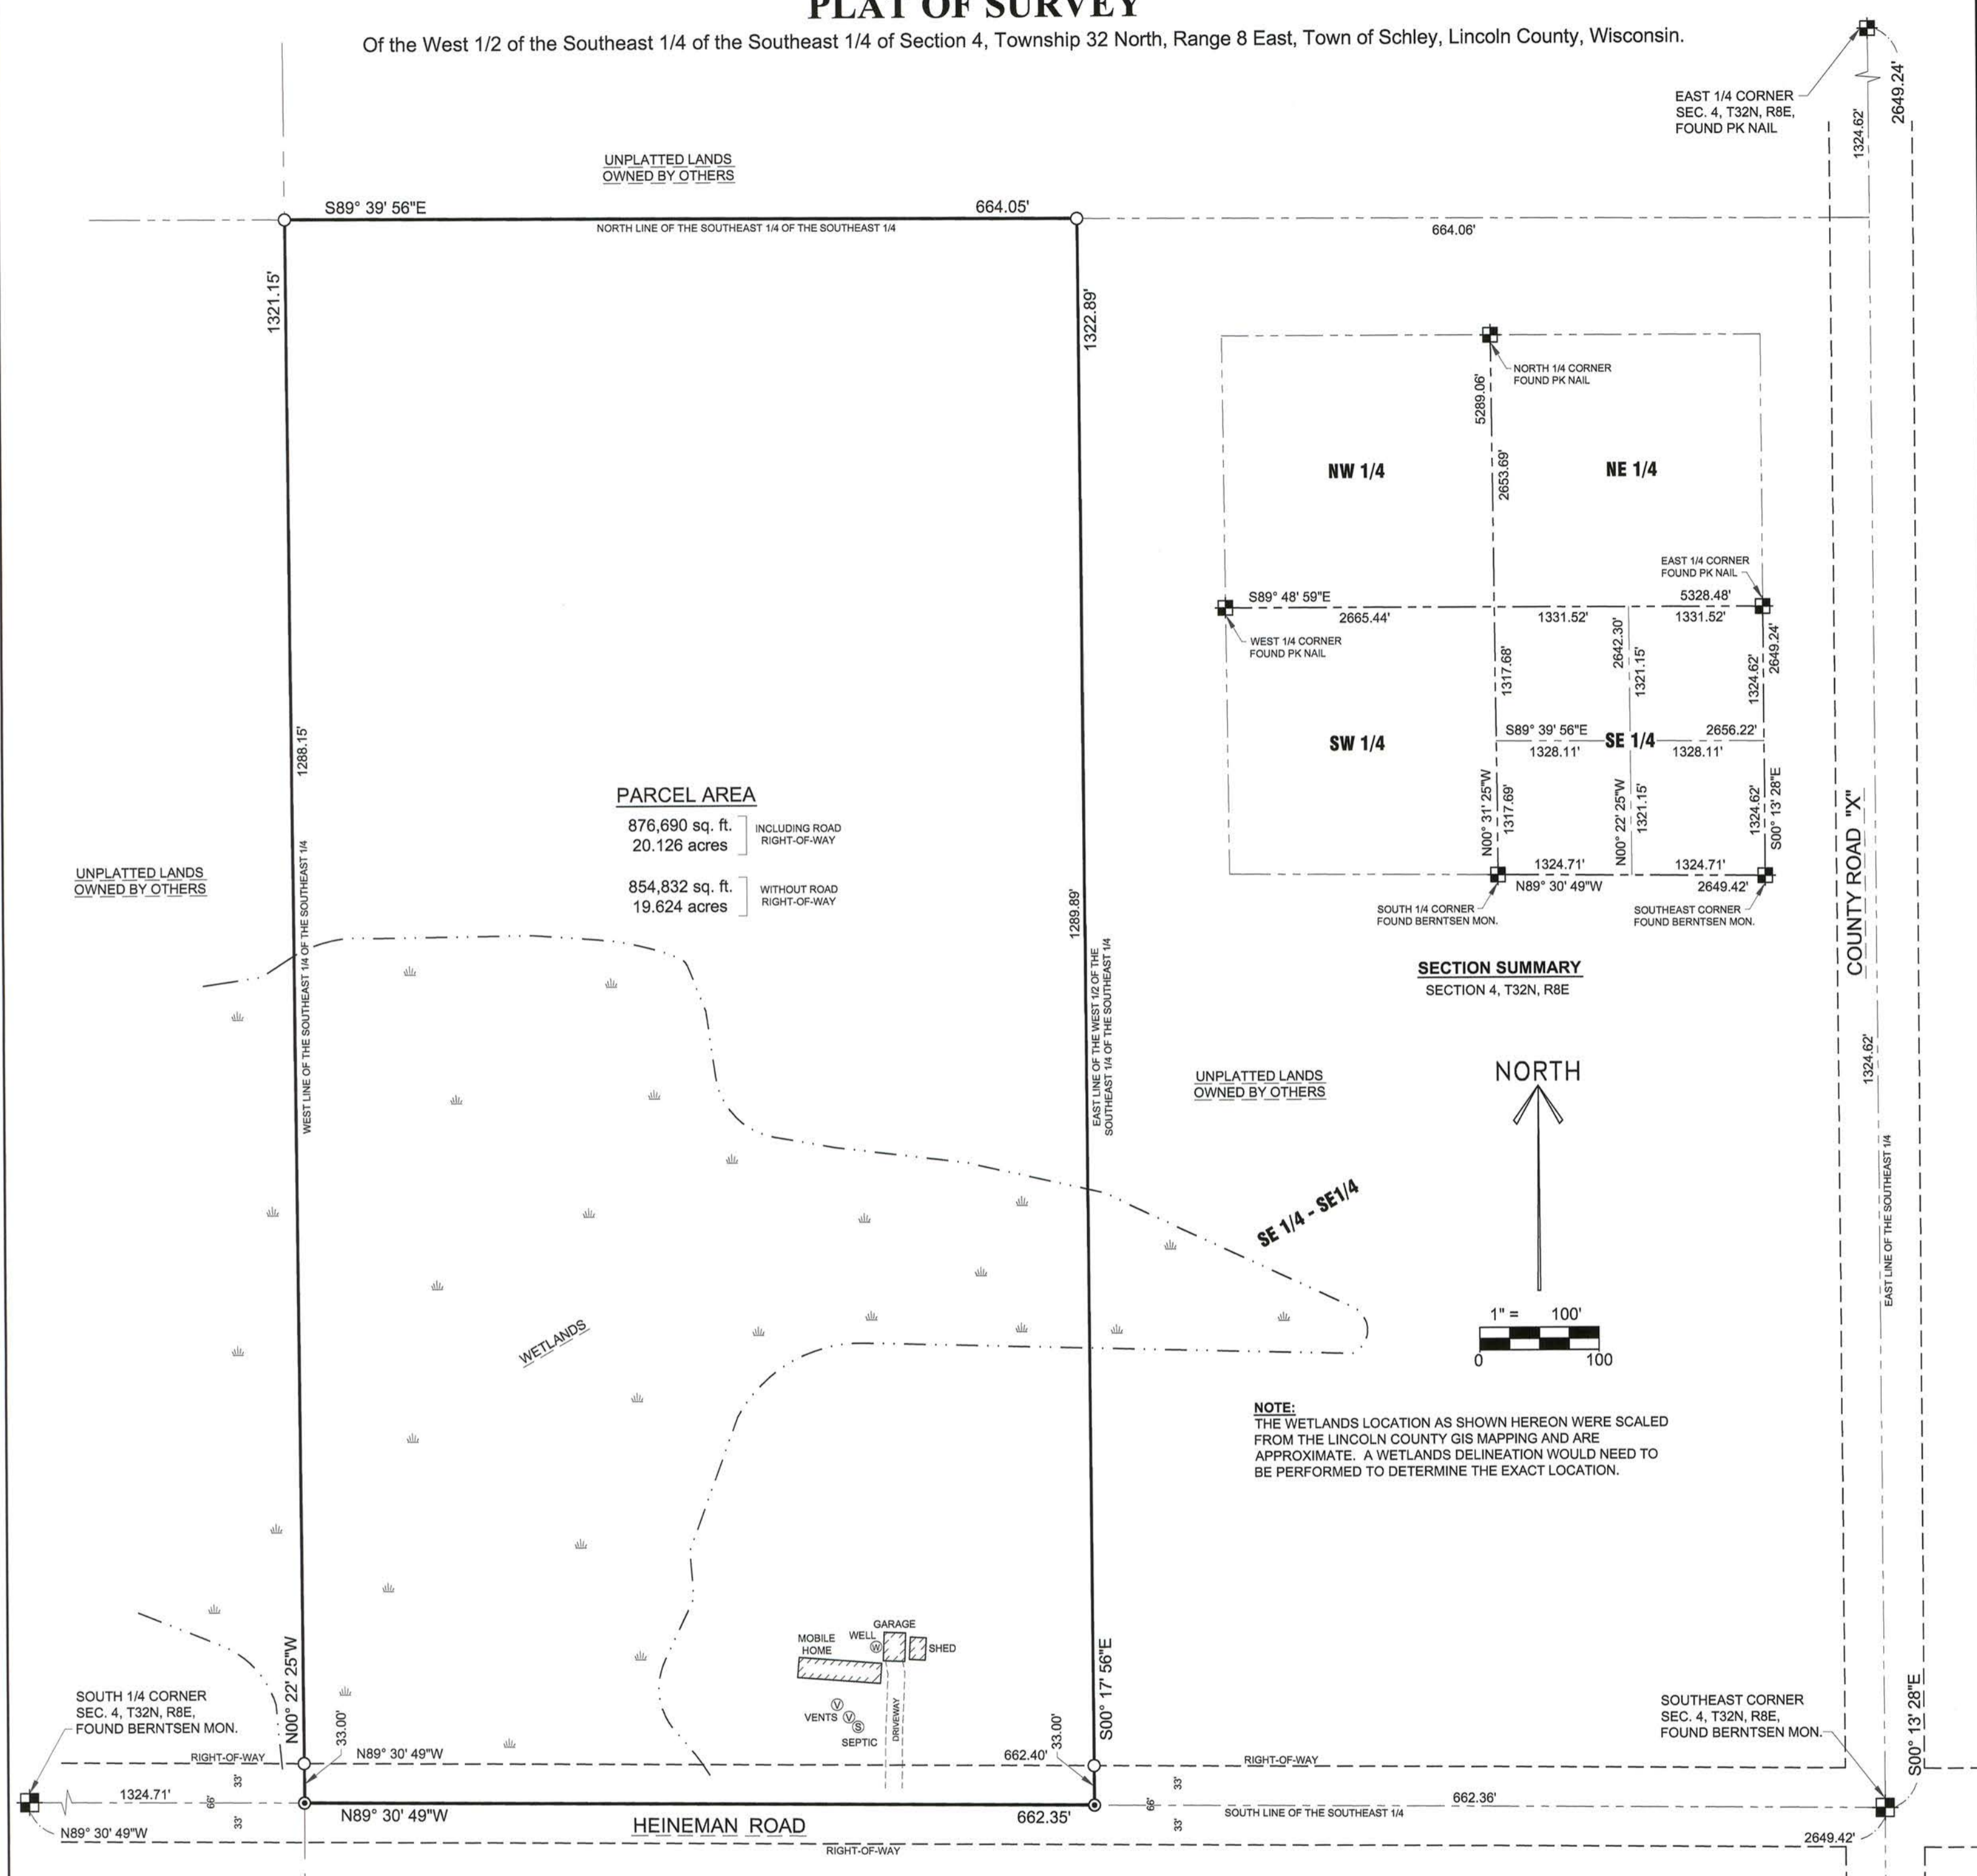 PLAT OF SURVEY
Of the West 1/2 of the Southeast 1/4 of the Southeast 1/4 of Section 4, Township 32 North, Range 8 East, Town of Schley, Lincoln County, Wisconsin.
EAST 1/4 CORNER
SEC. 4, T32N, R8E,
FOUND PK NAIL
1324.62'
2649.24'
UNPLATTED LANDS
OWNED BY OTHERS
S89° 39' 56"E
664.05'
NORTH LINE OF THE SOUTHEAST 1/4 OF THE SOUTHEAST 1/4
664.06'
1321.15'
1322.89'
NORTH 1/4 CORNER
FOUND PK NAIL
5289.06'
2653.69'
NW 1/4
NE 1/4
EAST 1/4 CORNER
FOUND PK NAIL
S89° 48' 59"E
5328.48'
2665.44'
1331.52'
1331.52'
WEST 1/4 CORNER
FOUND PK NAIL
1317.68'
2642.30'
1321.15'
1324.62'
2649.24'
S89° 39' 56"E
2656.22'
SW 1/4
SE 1/4
1328.11'
1328.11'
N00° 31' 25"W
1317.69'
N00° 22' 25"W
1321.15'
1324.62'
S00° 13' 28"E
1324.71'
1324.71'
N89° 30' 49"W
2649.42'
SOUTH 1/4 CORNER
FOUND BERNTSEN MON.
SOUTHEAST CORNER
FOUND BERNTSEN MON.
SECTION SUMMARY
SECTION 4, T32N, R8E
1288.15'
PARCEL AREA
876,690 sq. ft.
20.126 acres
INCLUDING ROAD
RIGHT-OF-WAY
854,832 sq. ft.
19.624 acres
WITHOUT ROAD
RIGHT-OF-WAY
UNPLATTED LANDS
OWNED BY OTHERS
WEST LINE OF THE SOUTHEAST 1/4 OF THE SOUTHEAST 1/4
1289.89'
EAST LINE OF THE WEST 1/2 OF THE
SOUTHEAST 1/4 OF THE SOUTHEAST 1/4
COUNTY ROAD "X"
1324.62'
EAST LINE OF THE SOUTHEAST 1/4
UNPLATTED LANDS
OWNED BY OTHERS
NORTH
SE 1/4 - SE1/4
1" = 100'
0 100
WETLANDS
NOTE:
THE WETLANDS LOCATION AS SHOWN HEREON WERE SCALED
FROM THE LINCOLN COUNTY GIS MAPPING AND ARE
APPROXIMATE. A WETLANDS DELINEATION WOULD NEED TO
BE PERFORMED TO DETERMINE THE EXACT LOCATION.
MOBILE
HOME
WELL
W
GARAGE
SHED
V
VENTS
V
S
SEPTIC
DRIVEWAY
N00° 22' 25"W
33.00'
33.00'
S00° 17' 56"E
SOUTH 1/4 CORNER
SEC. 4, T32N, R8E,
FOUND BERNTSEN MON.
SOUTHEAST CORNER
SEC. 4, T32N, R8E,
FOUND BERNTSEN MON.
S00° 13' 28"E
RIGHT-OF-WAY
N89° 30' 49"W
662.40'
RIGHT-OF-WAY
1324.71'
33'
66'
33'
33'
66'
33'
662.36'
N89° 30' 49"W
662.35'
SOUTH LINE OF THE SOUTHEAST 1/4
N89° 30' 49"W
HEINEMAN ROAD
2649.42'
RIGHT-OF-WAY